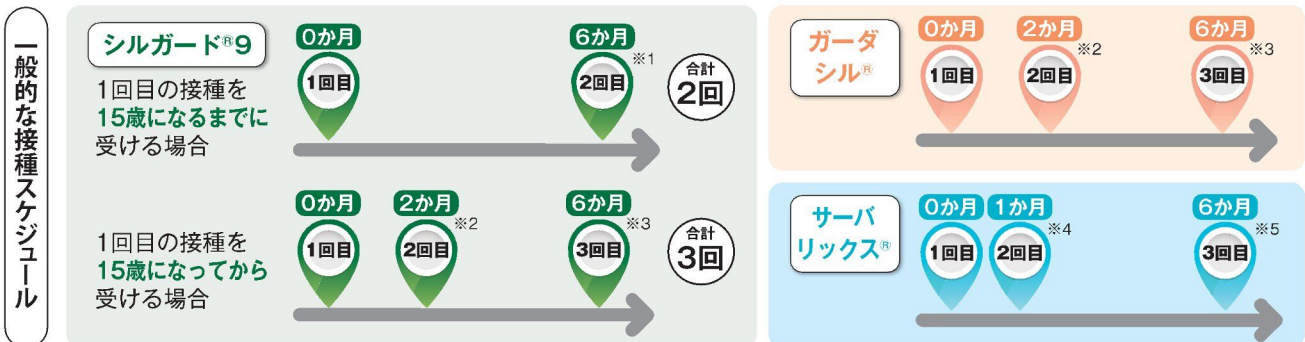 一般的な接種スケジュール
シルガード®9
1回目の接種を
15歳になるまでに
受ける場合
0か月
1回目
6か月
※1
2回目
合計
2回
1回目の接種を
15歳になってから
受ける場合
0か月
1回目
2か月
※2
2回目
6か月
※3
3回目
合計
3回
ガーダ
シル®
0か月
1回目
2か月
※2
2回目
6か月
※3
3回目
サーバ
リックス®
0か月
1回目
1か月
※4
2回目
6か月
※5
3回目